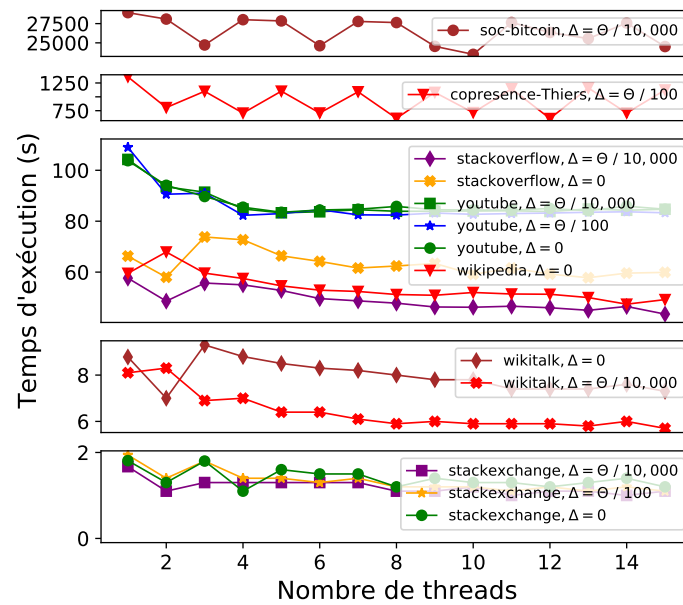 27500
25000
soc-bitcoin, Δ = Θ / 10, 000
1250
750
copresence-Thiers, Δ = Θ / 100
100
80
60
stackoverflow, Δ = Θ / 10, 000
stackoverflow, Δ = 0
youtube, Δ = Θ / 10, 000
youtube, Δ = Θ / 100
youtube, Δ = 0
wikipedia, Δ = 0
Temps d'exécution (s)
8
6
wikitalk, Δ = 0
wikitalk, Δ = Θ / 10, 000
2
0
stackexchange, Δ = Θ / 10, 000
stackexchange, Δ = Θ / 100
stackexchange, Δ = 0
2 4 6 8 10 12 14
Nombre de threads